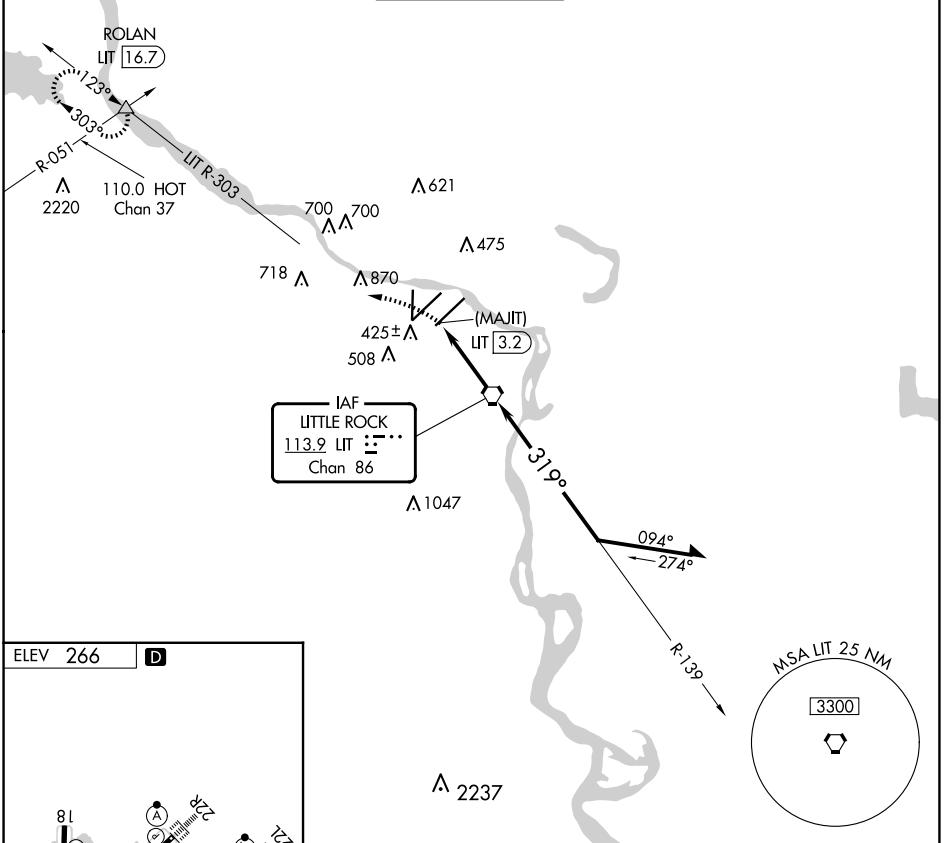 ROLAN
LIT 16.7
123°
303°
R-051
LIT R-303
2220
110.0 HOT
Chan 37
621
700 700
475
718
870
(MAJIT)
LIT 3.2
425±
508
IAF
LITTLE ROCK
113.9 LIT
Chan 86
319°
1047
094°
274°
R-139
ELEV 266 D
MSA LIT 25 NM
3300
2237
18
A
22R
22L